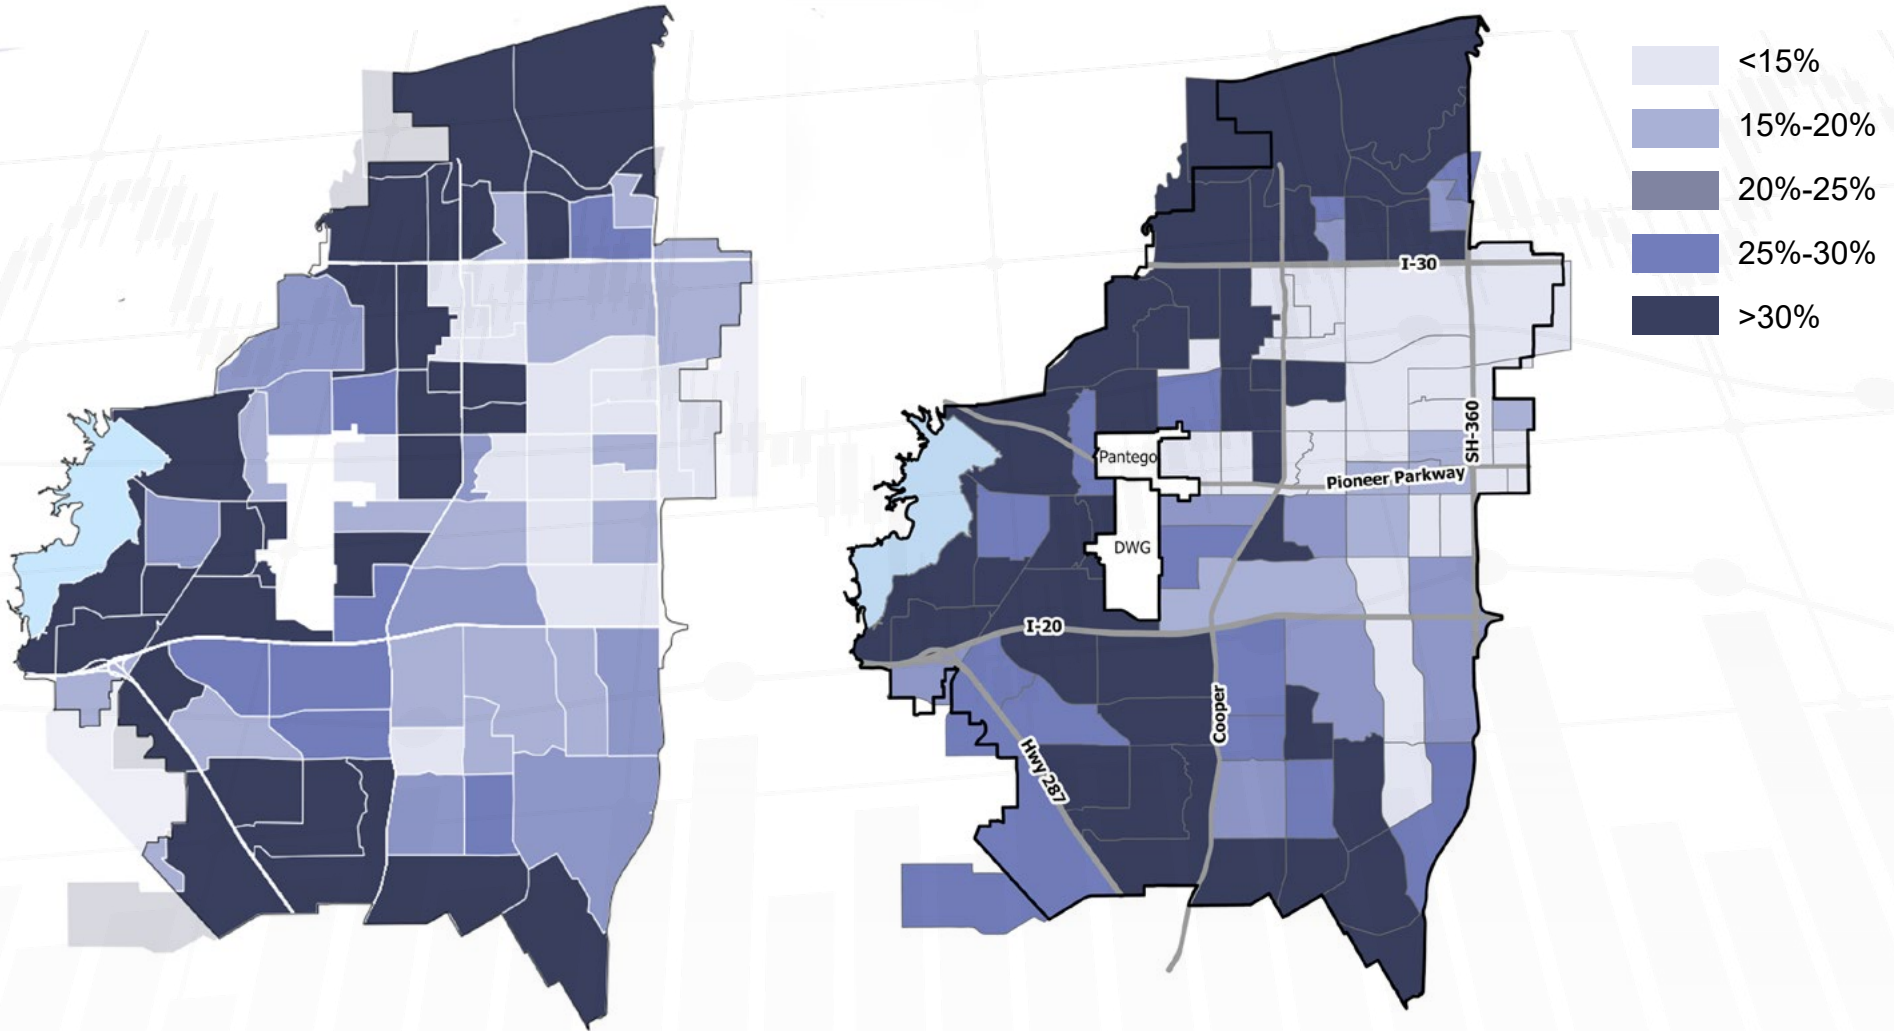 <15%
15%-20%
20%-25%
25%-30%
>30%
I-30
SH-360
Pantego
Pioneer Parkway
DWG
I-20
Cooper
Hwy 287